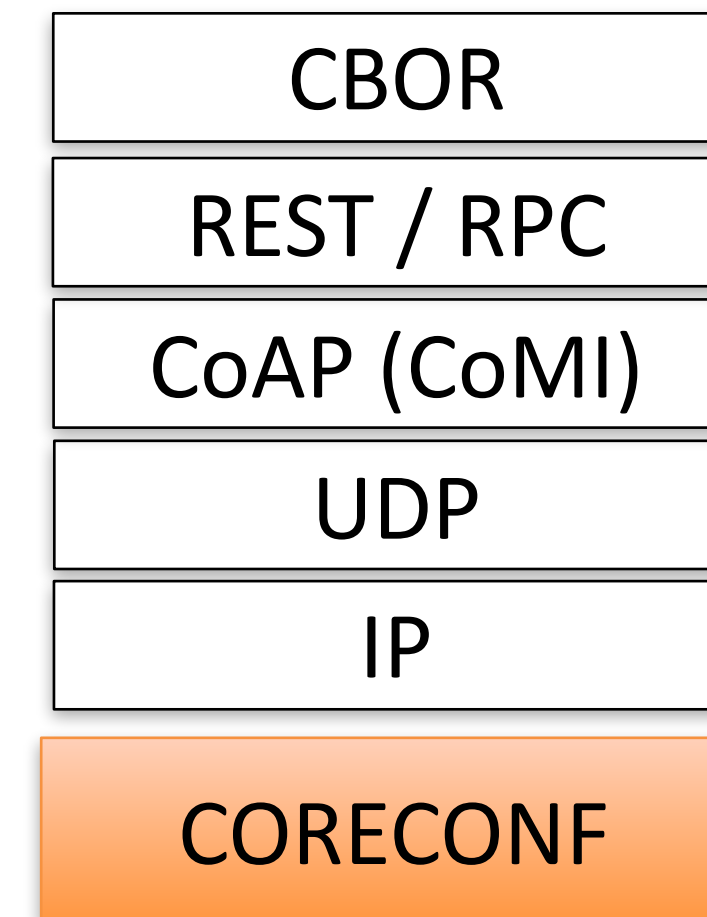 CBOR
REST / RPC
CoAP (CoMI)
UDP
IP
CORECONF